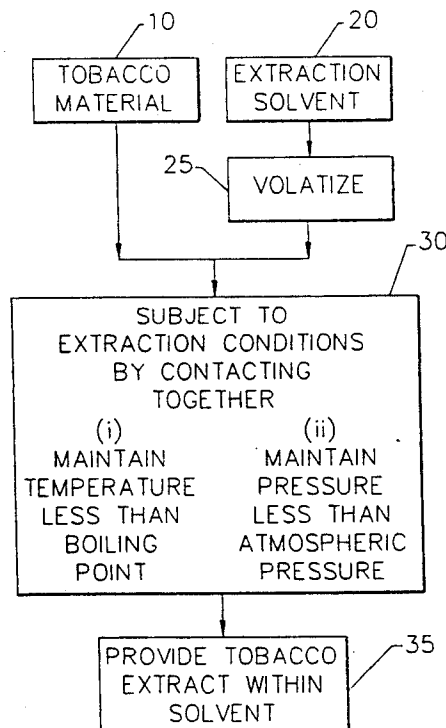 10
20
TOBACCO
MATERIAL
EXTRACTION
SOLVENT
25
VOLATIZE
30
SUBJECT TO
EXTRACTION CONDITIONS
BY CONTACTING
TOGETHER
(i)
MAINTAIN
TEMPERATURE
LESS THAN
BOILING
POINT
(ii)
MAINTAIN
PRESSURE
LESS THAN
ATMOSPHERIC
PRESSURE
PROVIDE TOBACCO
EXTRACT WITHIN
SOLVENT
35